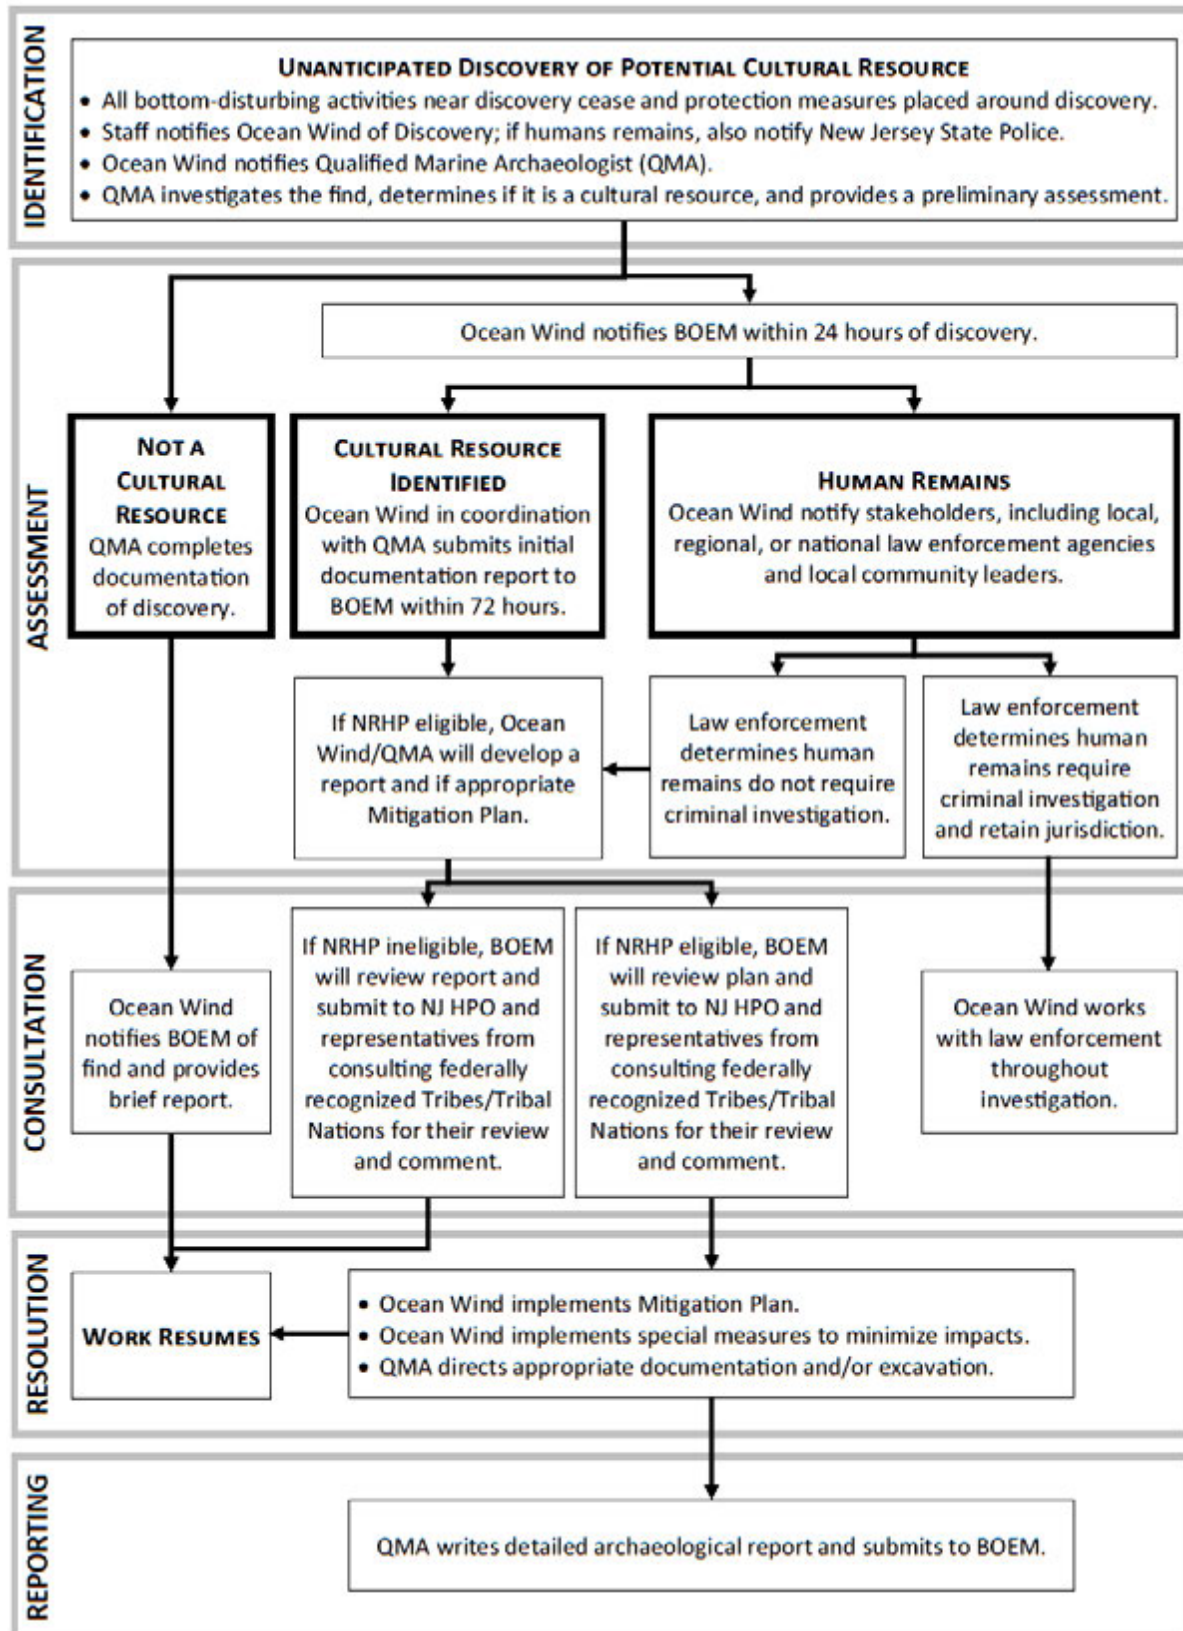 IDENTIFICATION
UNANTICIPATED DISCOVERY OF POTENTIAL CULTURAL RESOURCE
• All bottom-disturbing activities near discovery cease and protection measures placed around discovery.
• Staff notifies Ocean Wind of Discovery; if humans remains, also notify New Jersey State Police.
• Ocean Wind notifies Qualified Marine Archaeologist (QMA).
• QMA investigates the find, determines if it is a cultural resource, and provides a preliminary assessment.
ASSESSMENT
Ocean Wind notifies BOEM within 24 hours of discovery.
NOT A
CULTURAL
RESOURCE
QMA completes
documentation
of discovery.
CULTURAL RESOURCE
IDENTIFIED
Ocean Wind in coordination
with QMA submits initial
documentation report to
BOEM within 72 hours.
HUMAN REMAINS
Ocean Wind notify stakeholders, including local,
regional, or national law enforcement agencies
and local community leaders.
If NRHP eligible, Ocean
Wind/QMA will develop a
report and if appropriate
Mitigation Plan.
Law enforcement
determines human
remains do not require
criminal investigation.
Law enforcement
determines human
remains require
criminal investigation
and retain jurisdiction.
CONSULTATION
Ocean Wind
notifies BOEM of
find and provides
brief report.
If NRHP ineligible, BOEM
will review report and
submit to NJ HPO and
representatives from
consulting federally
recognized Tribes/Tribal
Nations for their review
and comment.
If NRHP eligible, BOEM
will review plan and
submit to NJ HPO and
representatives from
consulting federally
recognized Tribes/Tribal
Nations for their review
and comment.
Ocean Wind works
with law enforcement
throughout
investigation.
RESOLUTION
WORK RESUMES
• Ocean Wind implements Mitigation Plan.
• Ocean Wind implements special measures to minimize impacts.
• QMA directs appropriate documentation and/or excavation.
REPORTING
QMA writes detailed archaeological report and submits to BOEM.